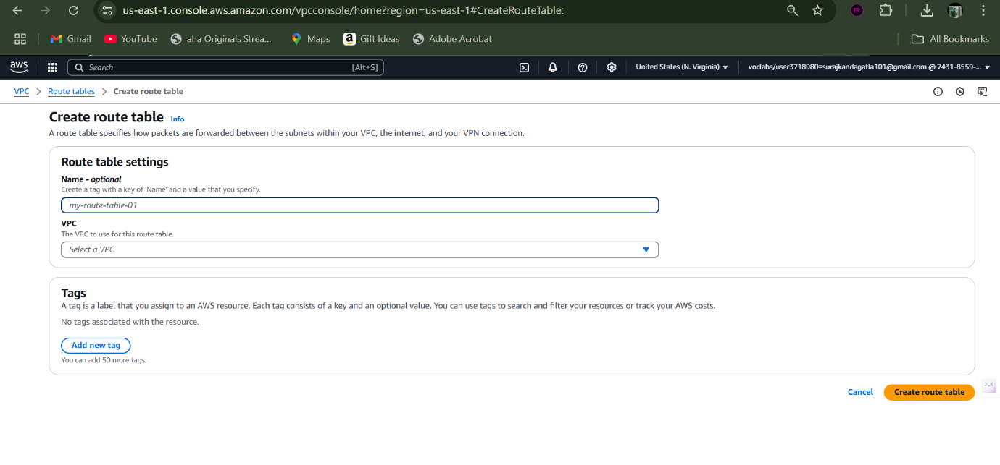 us-east-1.console.aws.amazon.com/vpcconsole/home?region=us-east-1#CreateRouteTable:
SR
Gmail YouTube aha Originals Strea... Maps a Gift Ideas Adobe Acrobat All Bookmarks
aws Search [Alt+S] United States (N. Virginia) voclabs/user3718980=surajkandagatla101@gmail.com @ 7431-8559-...
VPC > Route tables > Create route table
Create route table Info
A route table specifies how packets are forwarded between the subnets within your VPC, the internet, and your VPN connection.
Route table settings
Name - optional
Create a tag with a key of 'Name' and a value that you specify.
my-route-table-01
VPC
The VPC to use for this route table.
Select a VPC
Tags
A tag is a label that you assign to an AWS resource. Each tag consists of a key and an optional value. You can use tags to search and filter your resources or track your AWS costs.
No tags associated with the resource.
Add new tag
You can add 50 more tags.
Cancel Create route table